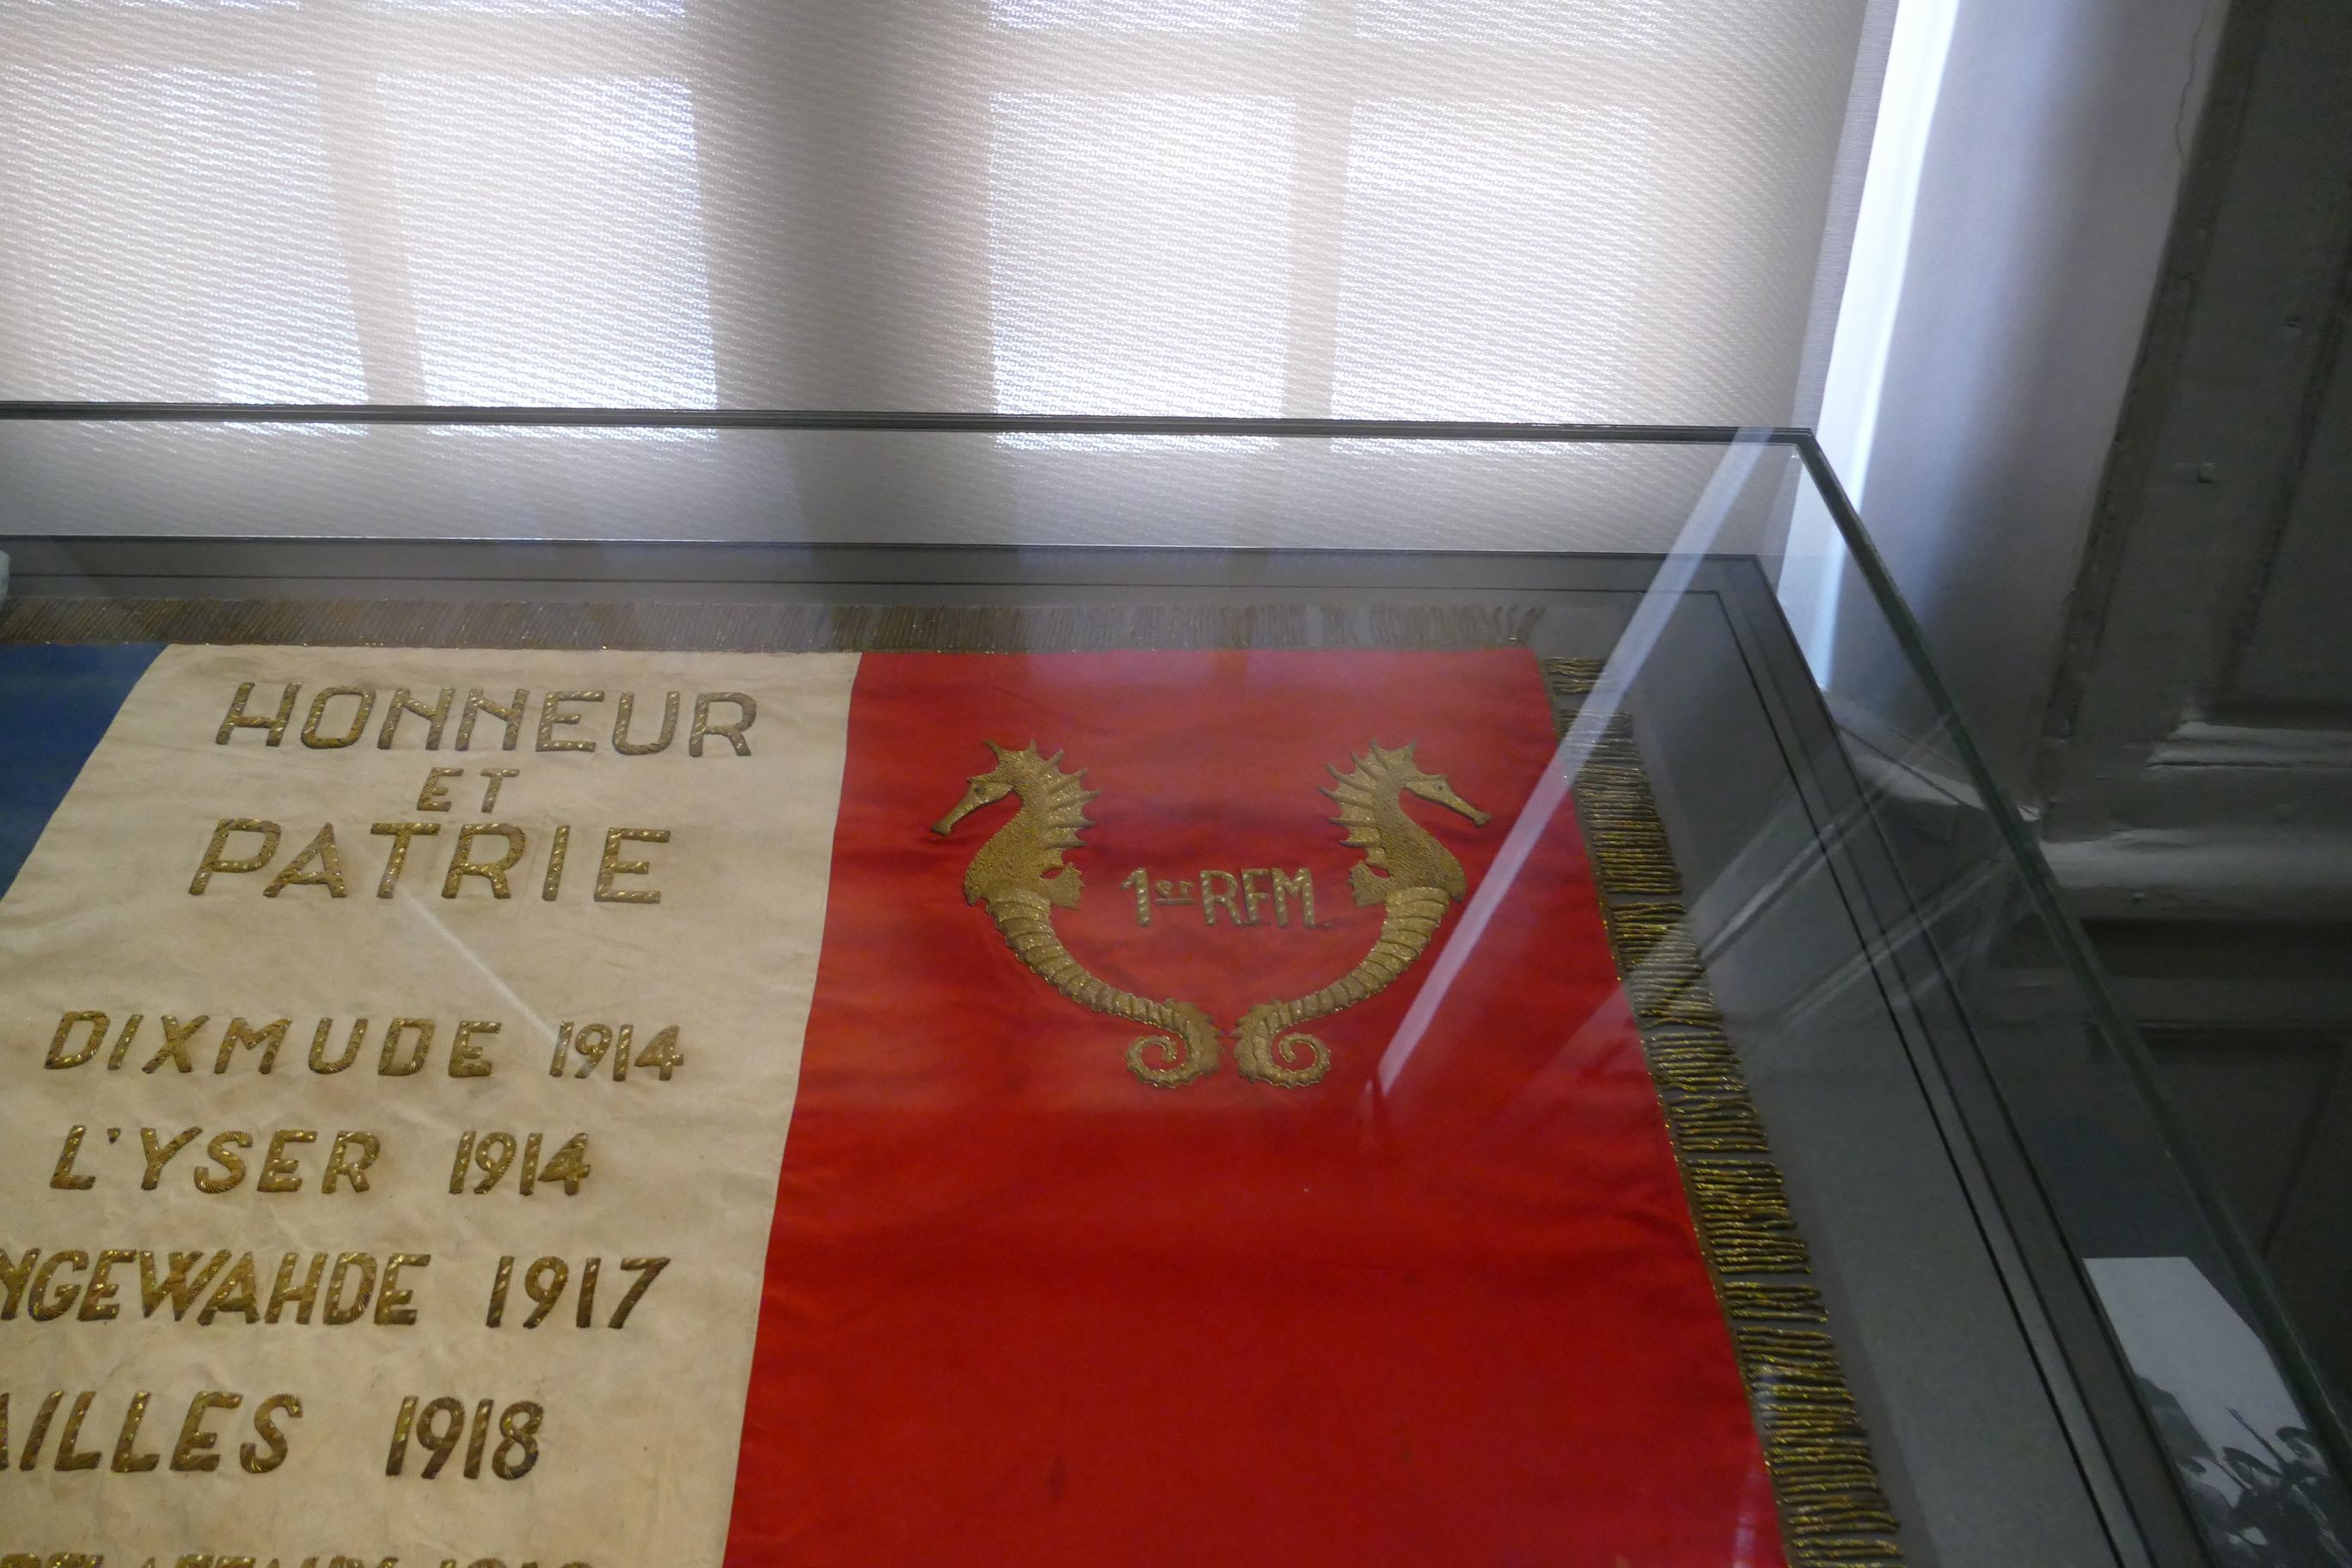 HONNEUR
ET
PATRIE
DIXMUDE 1914
L'YSER 1914
NGEWAHDE 1917
AILLES 1918
1ER RFM.